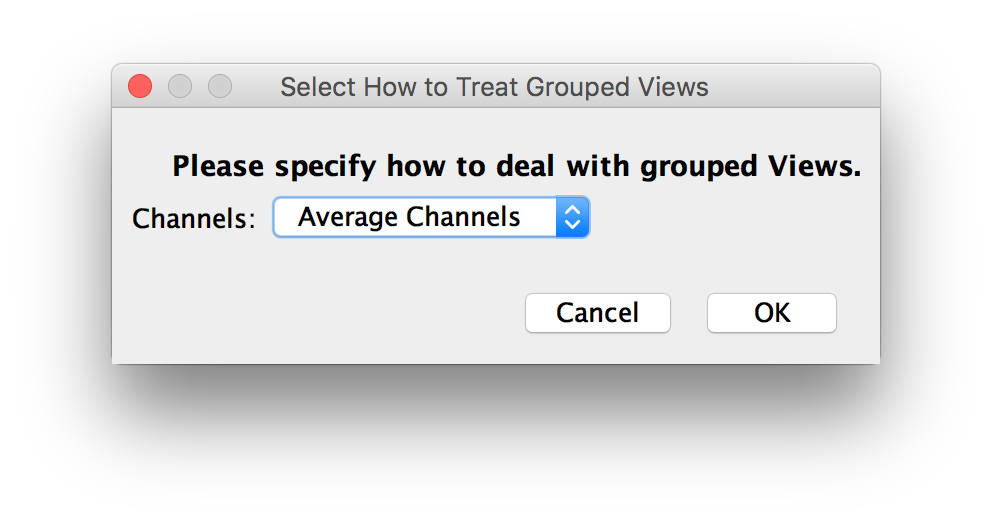 Select How to Treat Grouped Views
Please specify how to deal with grouped Views.
Channels: Average Channels
Cancel OK